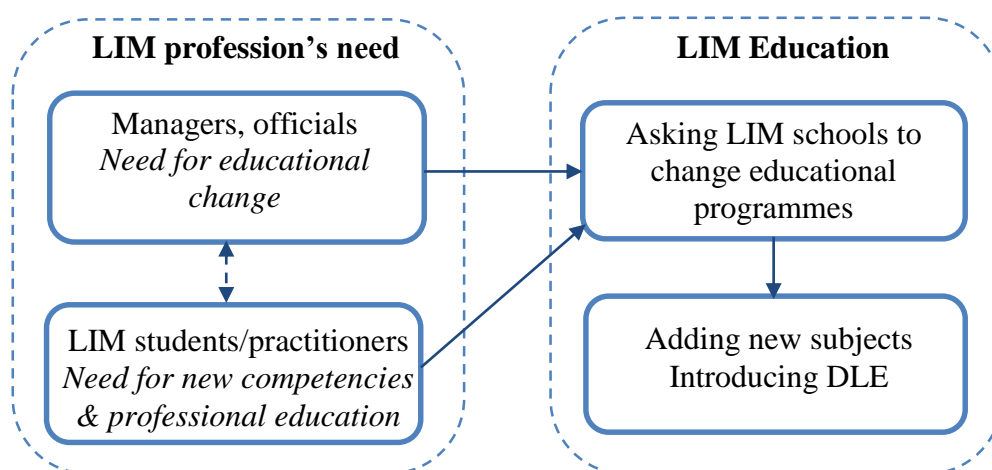 LIM profession's need
Managers, officials
Need for educational
change
LIM students/practitioners
Need for new competencies
& professional education
LIM Education
Asking LIM schools to
change educational
programmes
Adding new subjects
Introducing DLE